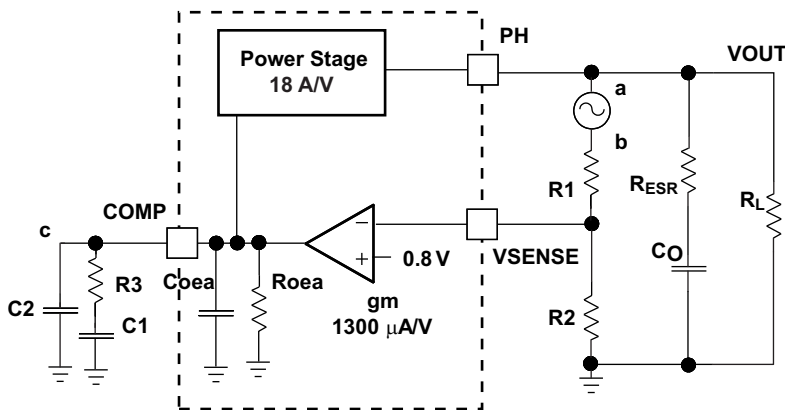 PH
VOUT
Power Stage
18 A/V
a
b
R1
RESR
RL
COMP
c
VSENSE
0.8 V
Coea
Roea
R3
CO
gm
1300 µA/V
C2
C1
R2
−
+